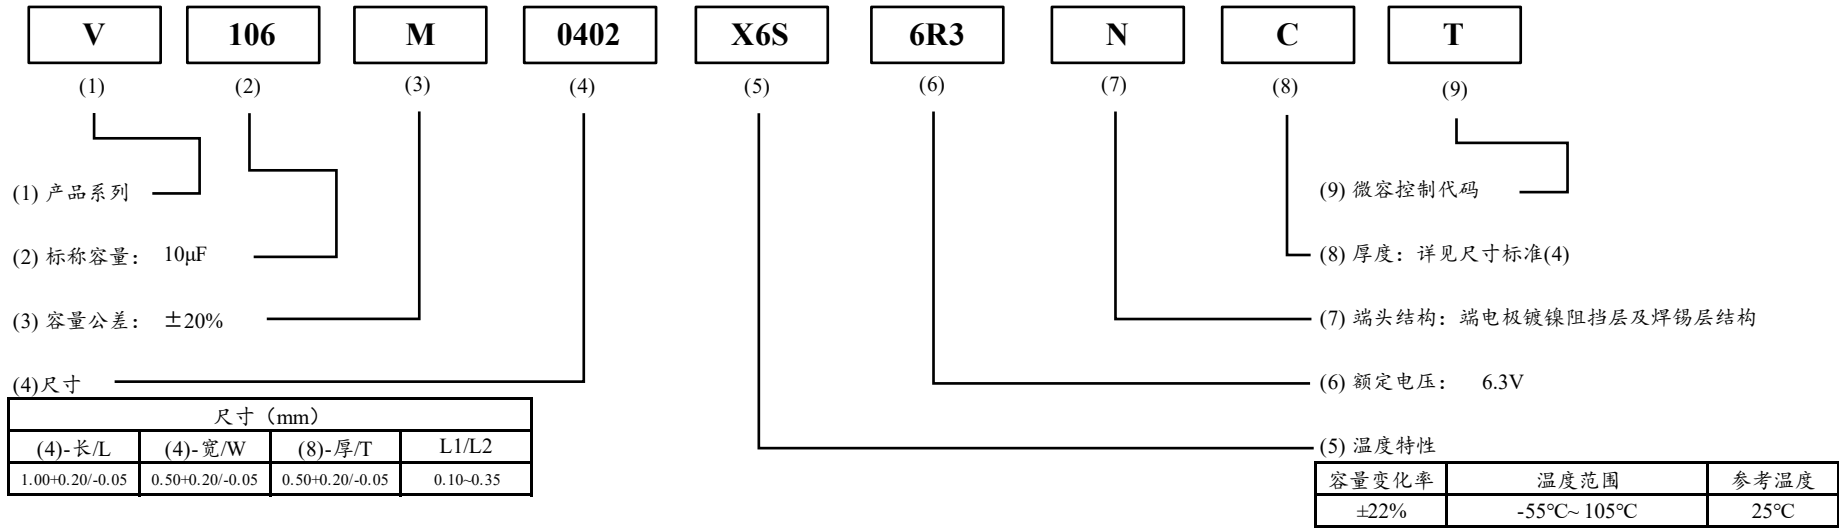 V 106 M 0402 X6S 6R3 N C T
(1) (2) (3) (4) (5) (6) (7) (8) (9)
(1) 产品系列
(9) 微容控制代码
(2) 标称容量： 10μF
(8) 厚度：详见尺寸标准(4)
(3) 容量公差： ±20%
(7) 端头结构：端电极镀镍阻挡层及焊锡层结构
(4)尺寸
(6) 额定电压： 6.3V
尺寸（mm）
(4)-长/L (4)-宽/W (8)-厚/T L1/L2
1.00+0.20/-0.05 0.50+0.20/-0.05 0.50+0.20/-0.05 0.10~0.35
(5) 温度特性
容量变化率 温度范围 参考温度
±22% -55°C~ 105°C 25°C